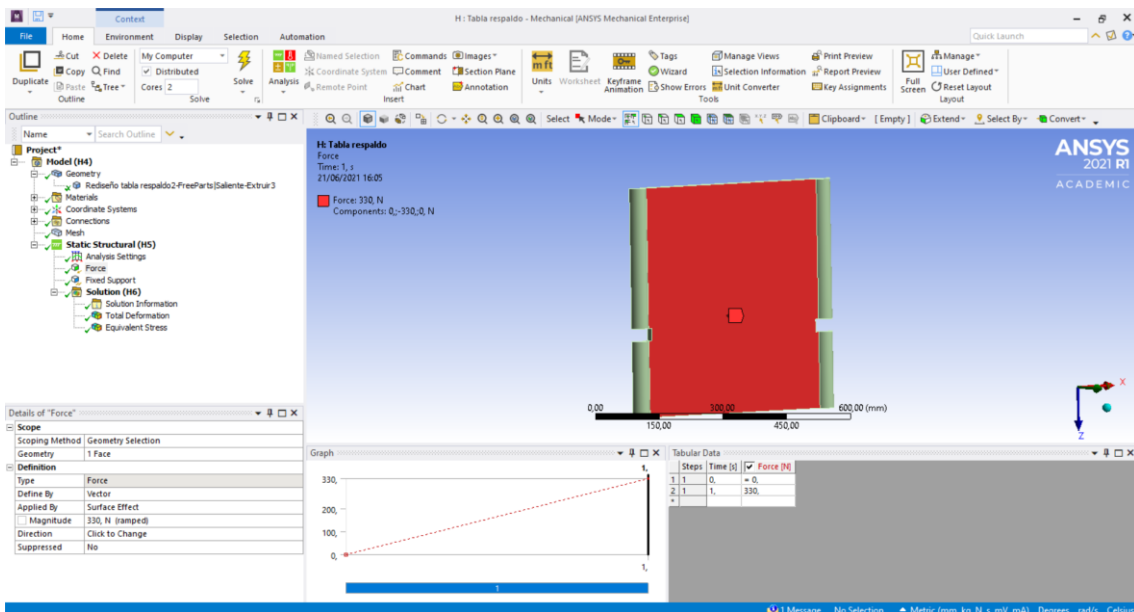 Context
H : Tabla respaldo - Mechanical [ANSYS Mechanical Enterprise]
File Home Environment Display Selection Automation
Quick Launch
Duplicate
Cut
Copy
Paste
Delete
Find
Tree
Outline
My Computer
Distributed
Cores 2
Solve
Solve
Analysis
Named Selection
Coordinate System
Remote Point
Commands
Comment
Chart
Images
Section Plane
Annotation
Insert
Units
Worksheet
Keyframe
Animation
Tags
Wizard
Show Errors
Manage Views
Selection Information
Unit Converter
Print Preview
Report Preview
Key Assignments
Tools
Full
Screen
Manage
User Defined
Reset Layout
Layout
Select Mode Clipboard [ Empty ] Extend Select By Convert
Outline
Name Search Outline
Project*
Model (H4)
Geometry
Rediseño tabla respaldo2-FreeParts|Saliente-Extruir3
Materials
Coordinate Systems
Connections
Mesh
Static Structural (H5)
Analysis Settings
Force
Fixed Support
Solution (H6)
Solution Information
Total Deformation
Equivalent Stress
H: Tabla respaldo
Force
Time: 1, s
21/06/2021 16:05
Force: 330, N
Components: 0,;-330,;0, N
ANSYS
2021 R1
ACADEMIC
0,00 300,00 600,00 (mm)
150,00 450,00
X
Z
Details of "Force"
Scope
Scoping Method Geometry Selection
Geometry 1 Face
Definition
Type Force
Define By Vector
Applied By Surface Effect
Magnitude 330, N (ramped)
Direction Click to Change
Suppressed No
Graph
1,
330,
200,
100,
0,
1,
1
Tabular Data
Steps Time [s] Force [N]
1 1 0, = 0,
2 1 1, 330,
*
1 Message No Selection Metric (mm, kg, N, s, mV, mA) Degrees rad/s Celsius